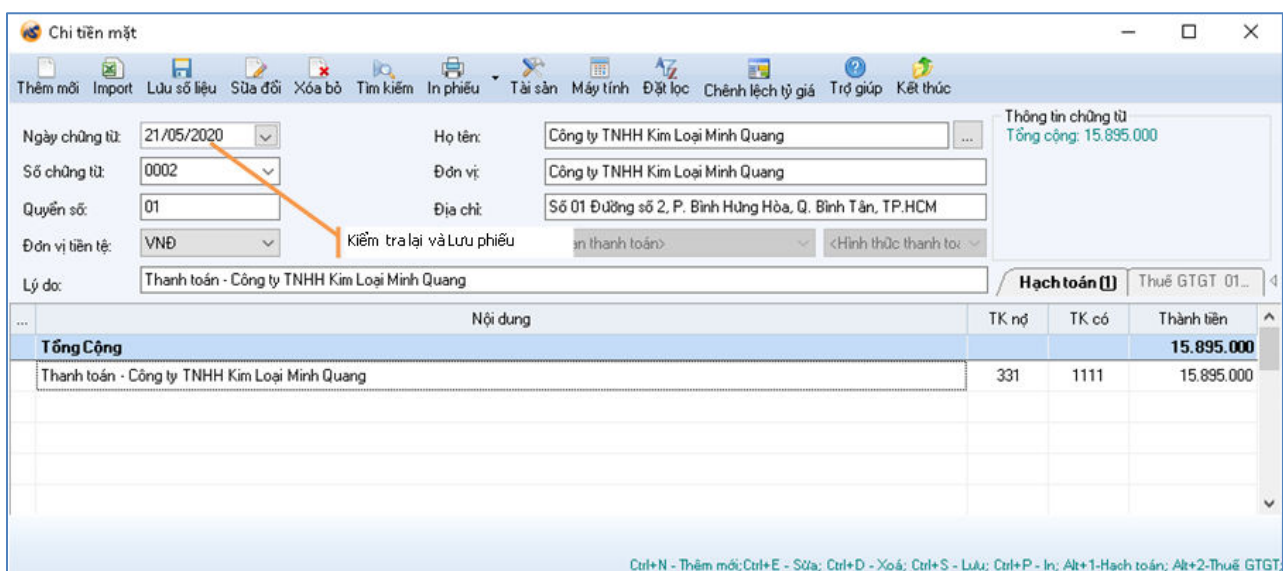 Chi tiền mặt
Thêm mới Import Lưu số liệu Sửa đổi Xóa bỏ Tìm kiếm In phiếu Tài sản Máy tính Đặt lọc Chênh lệch tỷ giá Trợ giúp Kết thúc
Ngày chứng từ: 21/05/2020 Họ tên: Công ty TNHH Kim Loại Minh Quang ... Thông tin chứng từ
Tổng cộng: 15.895.000
Số chứng từ: 0002 Đơn vị: Công ty TNHH Kim Loại Minh Quang
Quyển số: 01 Địa chỉ: Số 01 Đường số 2, P. Bình Hưng Hòa, Q. Bình Tân, TP.HCM
Đơn vị tiền tệ: VNĐ Kiểm tra lại và Lưu phiếu thanh toán> <Hình thức
Lý do: Thanh toán - Công ty TNHH Kim Loại Minh Quang Hạch toán (1) Thuế GTGT 01...
... Nội dung TK nợ TK có Thành tiền
Tổng Cộng 15.895.000
Thanh toán - Công ty TNHH Kim Loại Minh Quang 331 1111 15.895.000
Ctrl+N - Thêm mới;Ctrl+E - Sửa; Ctrl+D - Xoá; Ctrl+S - Lưu; Ctrl+P - In; Alt+1-Hạch toán; Alt+2-Thuế GTGT;